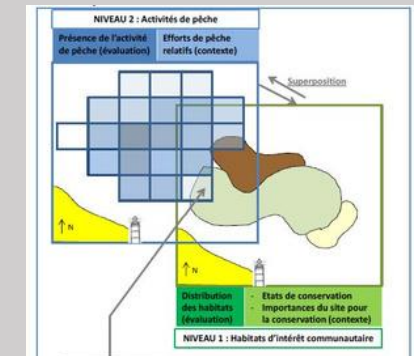 NIVEAU 2 : Activités de pêche
Présence de l'activité
de pêche (évaluation)
Efforts de pêche
relatifs (contexte)
Superposition
N
N
Distribution
des habitats
(évaluation)
- Etats de conservation
- Importances du site pour
la conservation (contexte)
NIVEAU 1 : Habitats d'intérêt communautaire